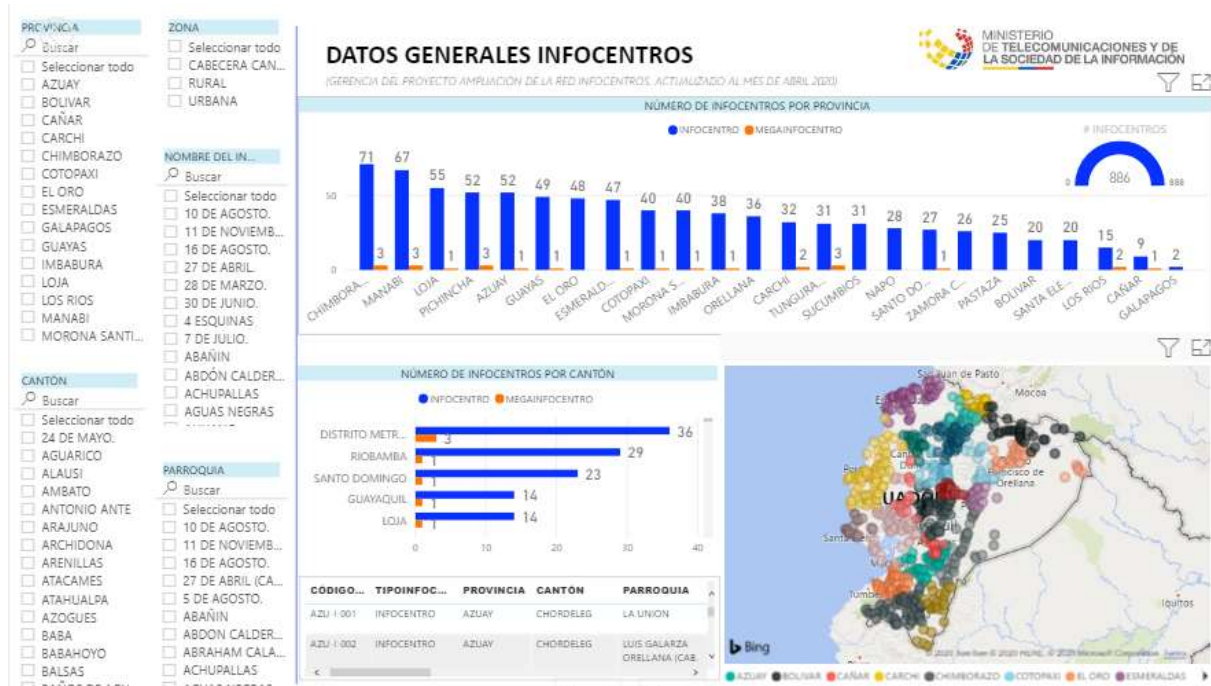 PROVINCIA
Buscar
Seleccionar todo
AZUAY
BOLIVAR
CAÑAR
CARCHI
CHIMBORAZO
COTOPAXI
EL ORO
ESMERALDAS
GALAPAGOS
GUAYAS
IMBABURA
LOJA
LOS RIOS
MANABI
MORONA SANTI...
CANTÓN
Buscar
Seleccionar todo
24 DE MAYO.
AGUARICO
ALAUSI
AMBATO
ANTONIO ANTE
ARAJUNO
ARCHIDONA
ARENILLAS
ATACAMES
ATAHUALPA
AZOGUES
BABA
BABAHOYO
BALSAS
ZONA
Seleccionar todo
CABECERA CAN...
RURAL
URBANA
NOMBRE DEL IN...
Buscar
Seleccionar todo
10 DE AGOSTO.
11 DE NOVIEMB...
16 DE AGOSTO.
27 DE ABRIL.
28 DE MARZO.
30 DE JUNIO.
4 ESQUINAS
7 DE JULIO.
ABAÑIN
ABDÓN CALDER...
ACHUPALLAS
AGUAS NEGRAS
PARROQUIA
Buscar
Seleccionar todo
10 DE AGOSTO.
11 DE NOVIEMB...
16 DE AGOSTO.
27 DE ABRIL (CA...
5 DE AGOSTO.
ABAÑIN
ABDON CALDER...
ABRAHAM CALA...
ACHUPALLAS
DATOS GENERALES INFOCENTROS
(GERENCIA DEL PROYECTO AMPLIACIÓN DE LA RED INFOCENTROS. ACTUALIZADO AL MES DE ABRIL 2020)
MINISTERIO
DE TELECOMUNICACIONES Y DE
LA SOCIEDAD DE LA INFORMACIÓN
NÚMERO DE INFOCENTROS POR PROVINCIA
INFOCENTRO MEGAINFOCENTRO
# INFOCENTROS
886
0 888
71 67 55 52 52 49 48 47 40 40 38 36 32 31 31 28 27 26 25 20 20 15 9 2
50
3 3 1 3 1 1 1 1 1 1 2 3 1 2 1
0
CHIMBORA... MANABI LOJA PICHINCHA AZUAY GUAYAS EL ORO ESMERALD... COTOPAXI MORONA S... IMBABURA ORELLANA CARCHI TUNGURA... SUCUMBIOS NAPO SANTO DO... ZAMORA C... PASTAZA BOLIVAR SANTA ELE... LOS RIOS CAÑAR GALAPAGOS
NÚMERO DE INFOCENTROS POR CANTÓN
INFOCENTRO MEGAINFOCENTRO
DISTRITO METR... 36 3
RIOBAMBA 29 1
SANTO DOMINGO 23 1
GUAYAQUIL 14 1
LOJA 14 1
0 10 20 30 40
CÓDIGO... TIPOINFOC... PROVINCIA CANTÓN PARROQUIA
AZU-I-001 INFOCENTRO AZUAY CHORDELEG LA UNION
AZU-I-002 INFOCENTRO AZUAY CHORDELEG LUIS GALARZA
ORELLANA (CAB.
San Juan de Pasto
Mocoa
Orellana
Iquitos
Bing
AZUAY BOLIVAR CAÑAR CARCHI CHIMBORAZO COTOPAXI EL ORO ESMERALDAS